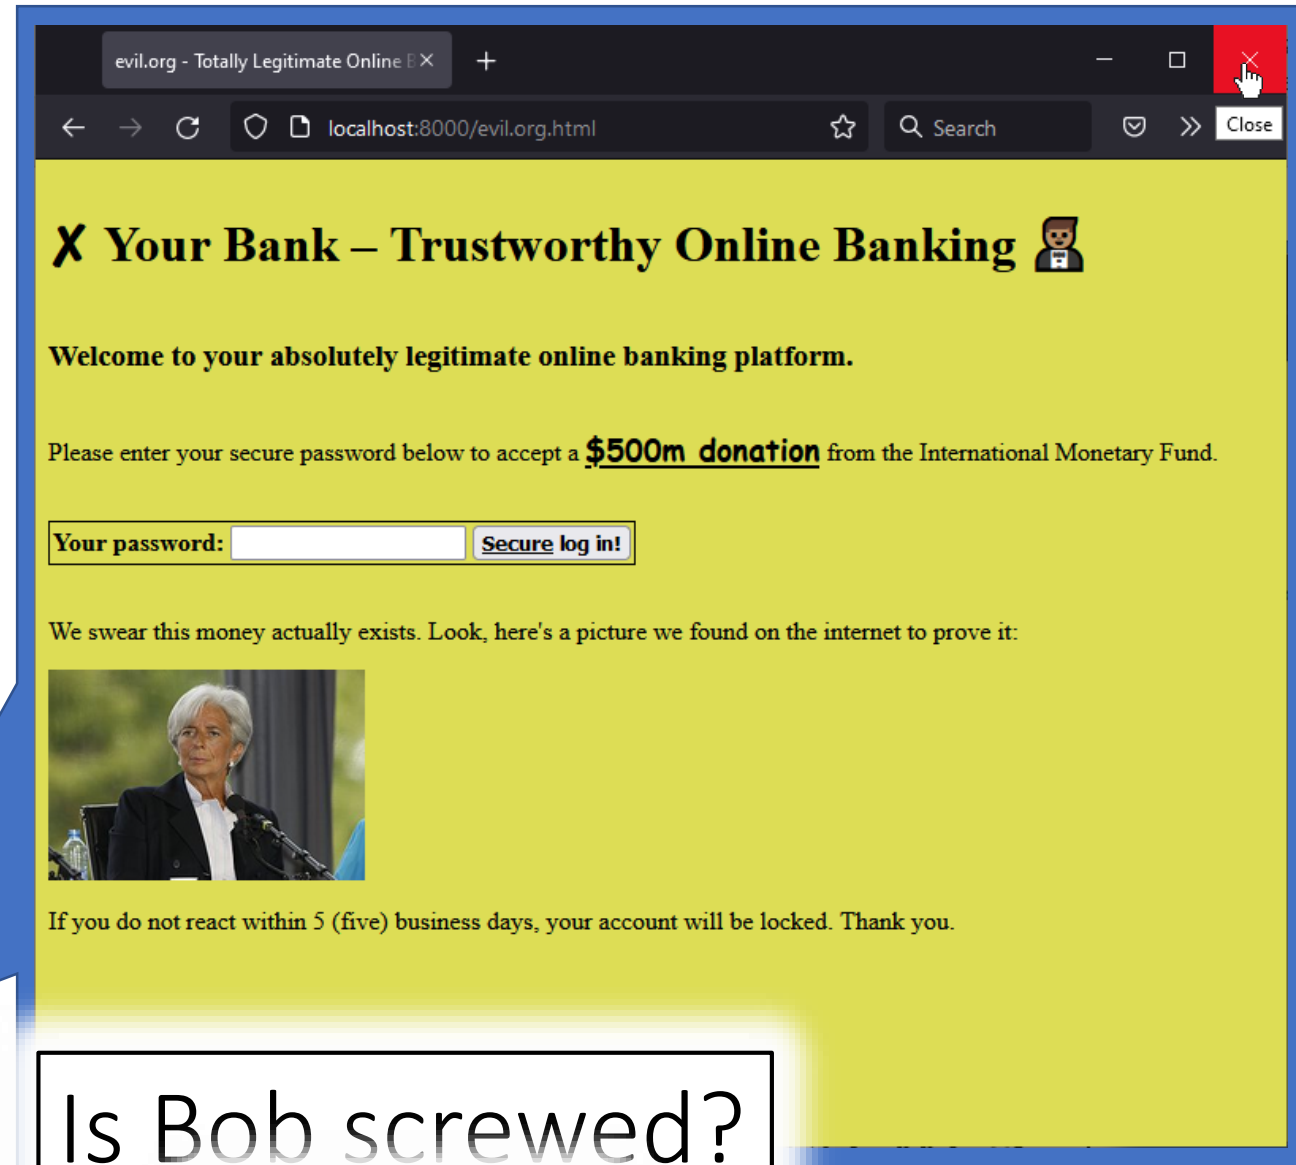 evil.org - Totally Legitimate Online B
localhost:8000/evil.org.html
Search
Close
✗ Your Bank – Trustworthy Online Banking
Welcome to your absolutely legitimate online banking platform.
Please enter your secure password below to accept a $500m donation from the International Monetary Fund.
Your password: Secure log in!
We swear this money actually exists. Look, here's a picture we found on the internet to prove it:
If you do not react within 5 (five) business days, your account will be locked. Thank you.
Is Bob screwed?